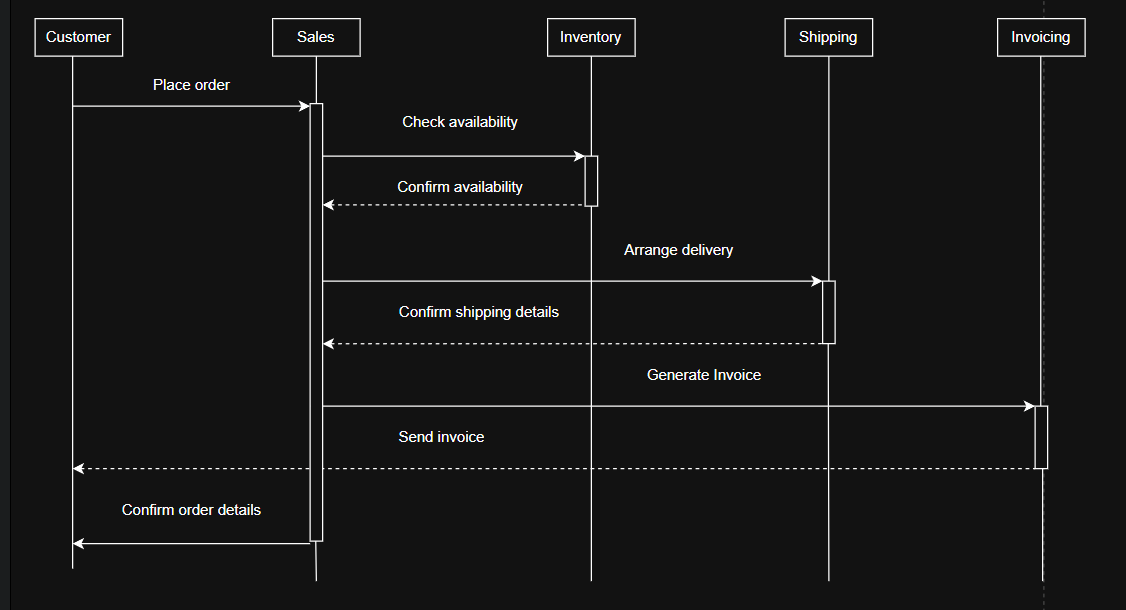 Customer
Sales
Inventory
Shipping
Invoicing
Place order
Check availability
Confirm availability
Arrange delivery
Confirm shipping details
Generate Invoice
Send invoice
Confirm order details